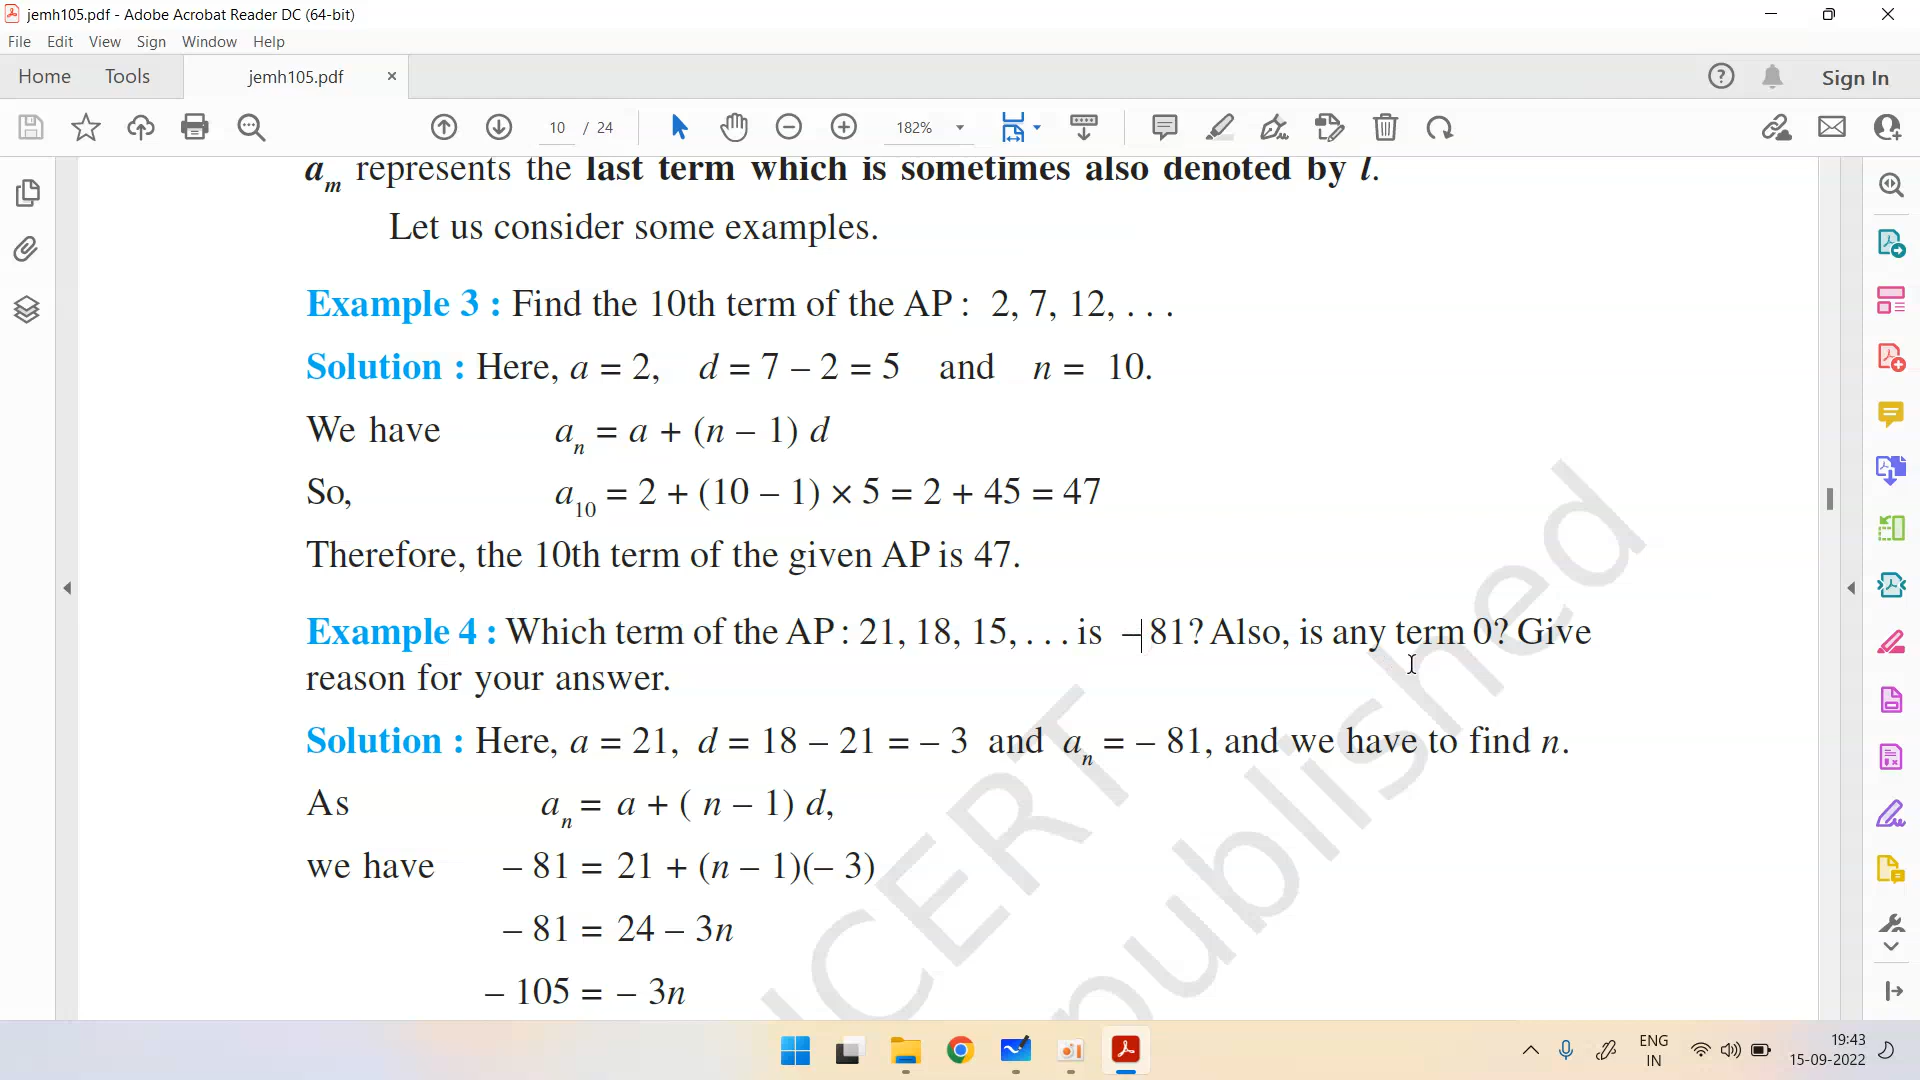 jemh105.pdf - Adobe Acrobat Reader DC (64-bit)
File Edit View Sign Window Help
Home Tools jemh105.pdf × Sign In
10 / 24 182%
aₘ represents the last term which is sometimes also denoted by l.
Let us consider some examples.
Example 3 : Find the 10th term of the AP : 2, 7, 12, . . .
Solution : Here, a = 2, d = 7 – 2 = 5 and n = 10.
We have aₙ = a + (n – 1) d
So, a₁₀ = 2 + (10 – 1) × 5 = 2 + 45 = 47
Therefore, the 10th term of the given AP is 47.
Example 4 : Which term of the AP : 21, 18, 15, . . . is – 81? Also, is any term 0? Give
reason for your answer.
Solution : Here, a = 21, d = 18 – 21 = – 3 and aₙ = – 81, and we have to find n.
As aₙ = a + ( n – 1) d,
we have – 81 = 21 + (n – 1)(– 3)
– 81 = 24 – 3n
– 105 = – 3n
CERT
published
ENG
IN
19:43
15-09-2022